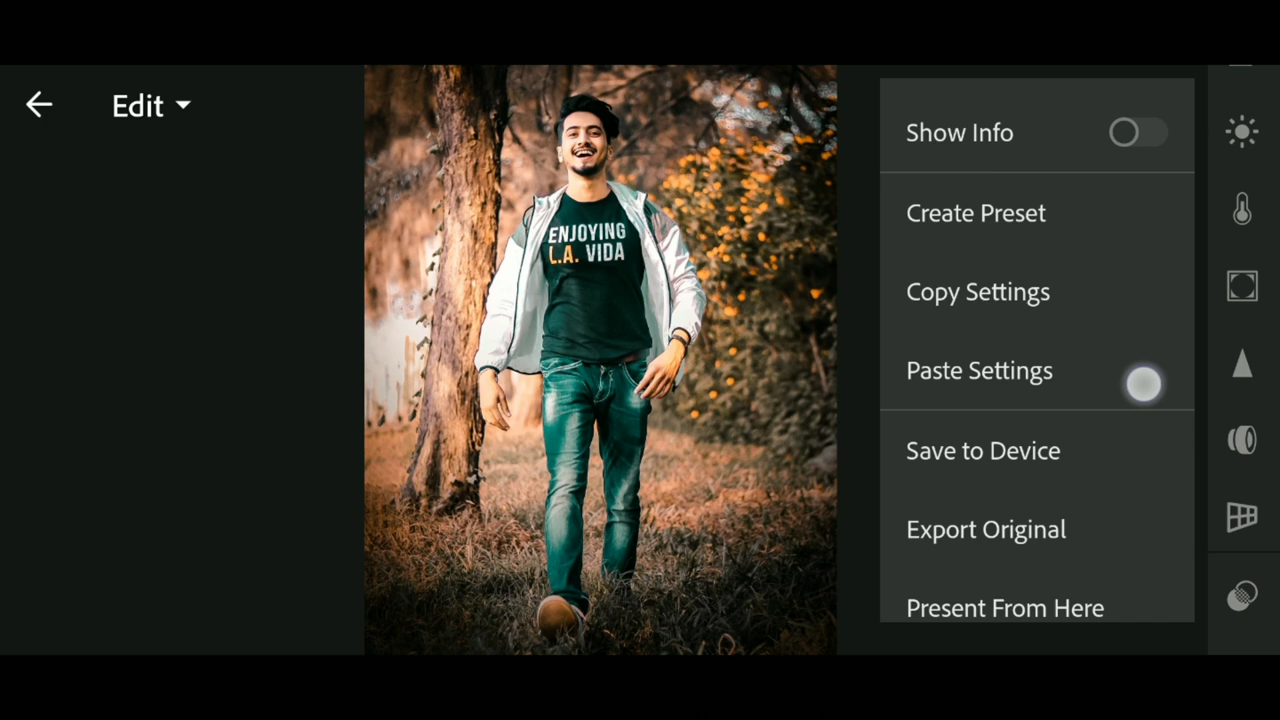 Edit
ENJOYING
L.A. VIDA
Show Info
Create Preset
Copy Settings
Paste Settings
Save to Device
Export Original
Present From Here